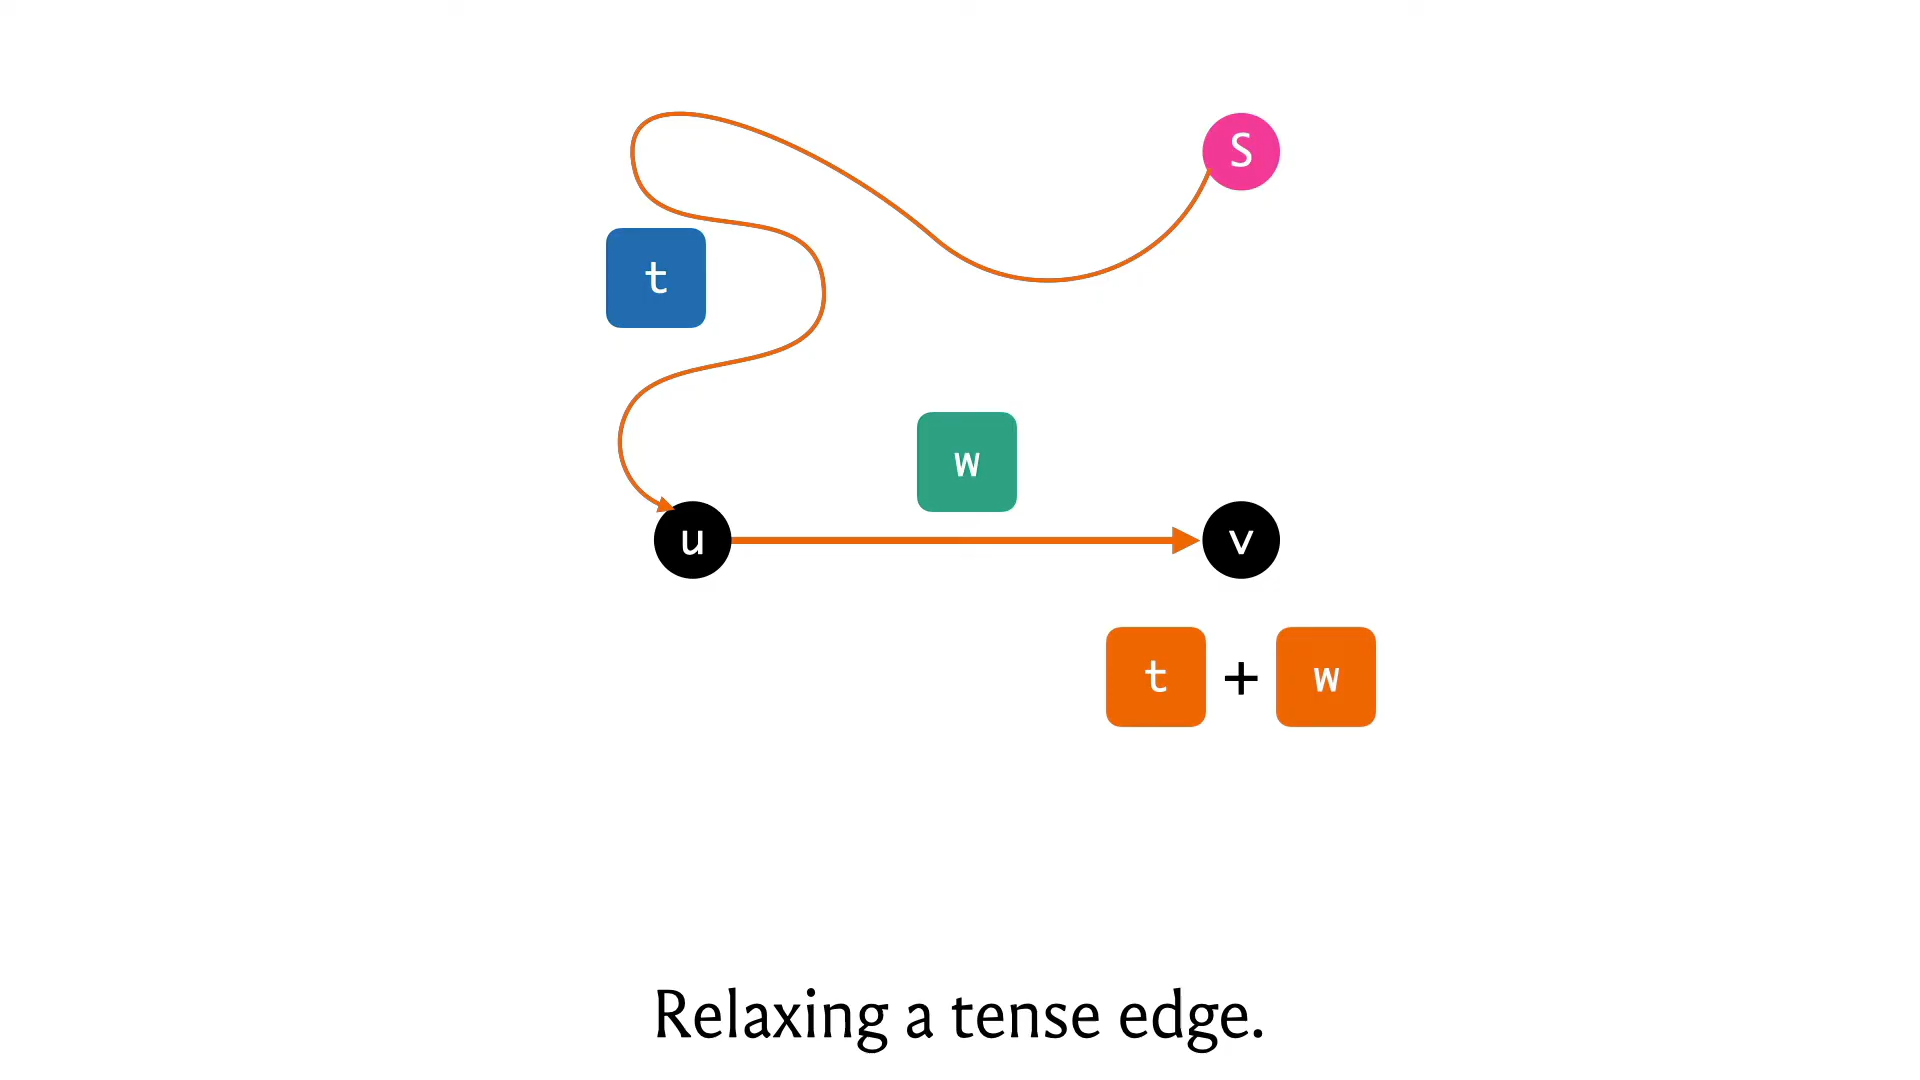 S
t
w
u
v
t + w
Relaxing a tense edge.